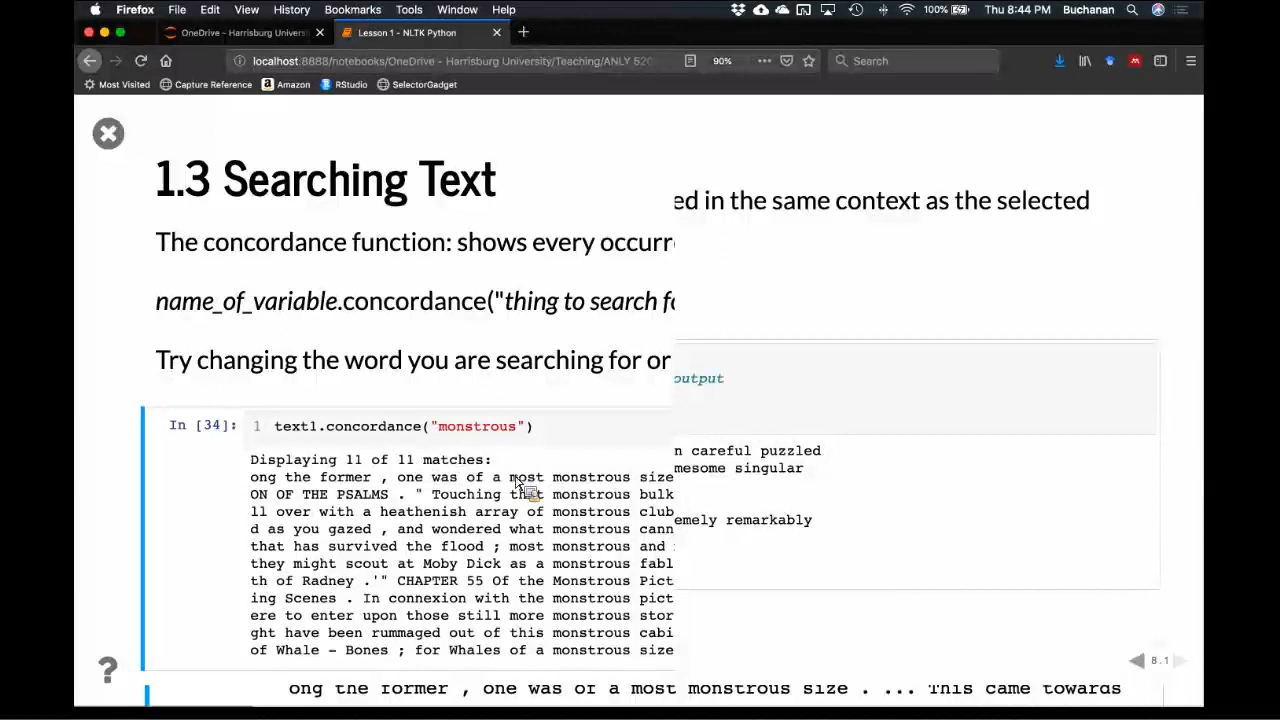 Firefox File Edit View History Bookmarks Tools Window Help 100% Thu 8:44 PM Buchanan
OneDrive - Harrisburg Universi Lesson 1 - NLTK Python
localhost:8888/notebooks/OneDrive - Harrisburg University/Teaching/ANLY 520 90% Search
Most Visited Capture Reference Amazon RStudio SelectorGadget
1.3 Searching Text
ed in the same context as the selected
The concordance function: shows every occurr
name_of_variable.concordance("thing to search fo
Try changing the word you are searching for or
output
In [34]: 1 text1.concordance("monstrous")
n careful puzzled
mesome singular
emely remarkably
Displaying 11 of 11 matches:
ong the former , one was of a most monstrous size
ON OF THE PSALMS . " Touching that monstrous bulk
ll over with a heathenish array of monstrous club
d as you gazed , and wondered what monstrous cann
that has survived the flood ; most monstrous and
they might scout at Moby Dick as a monstrous fabl
th of Radney .'" CHAPTER 55 Of the Monstrous Pict
ing Scenes . In connexion with the monstrous pict
ere to enter upon those still more monstrous stor
ght have been rummaged out of this monstrous cabi
of Whale - Bones ; for Whales of a monstrous size
8.1
?
ong the former , one was of a most monstrous size . ... This came towards